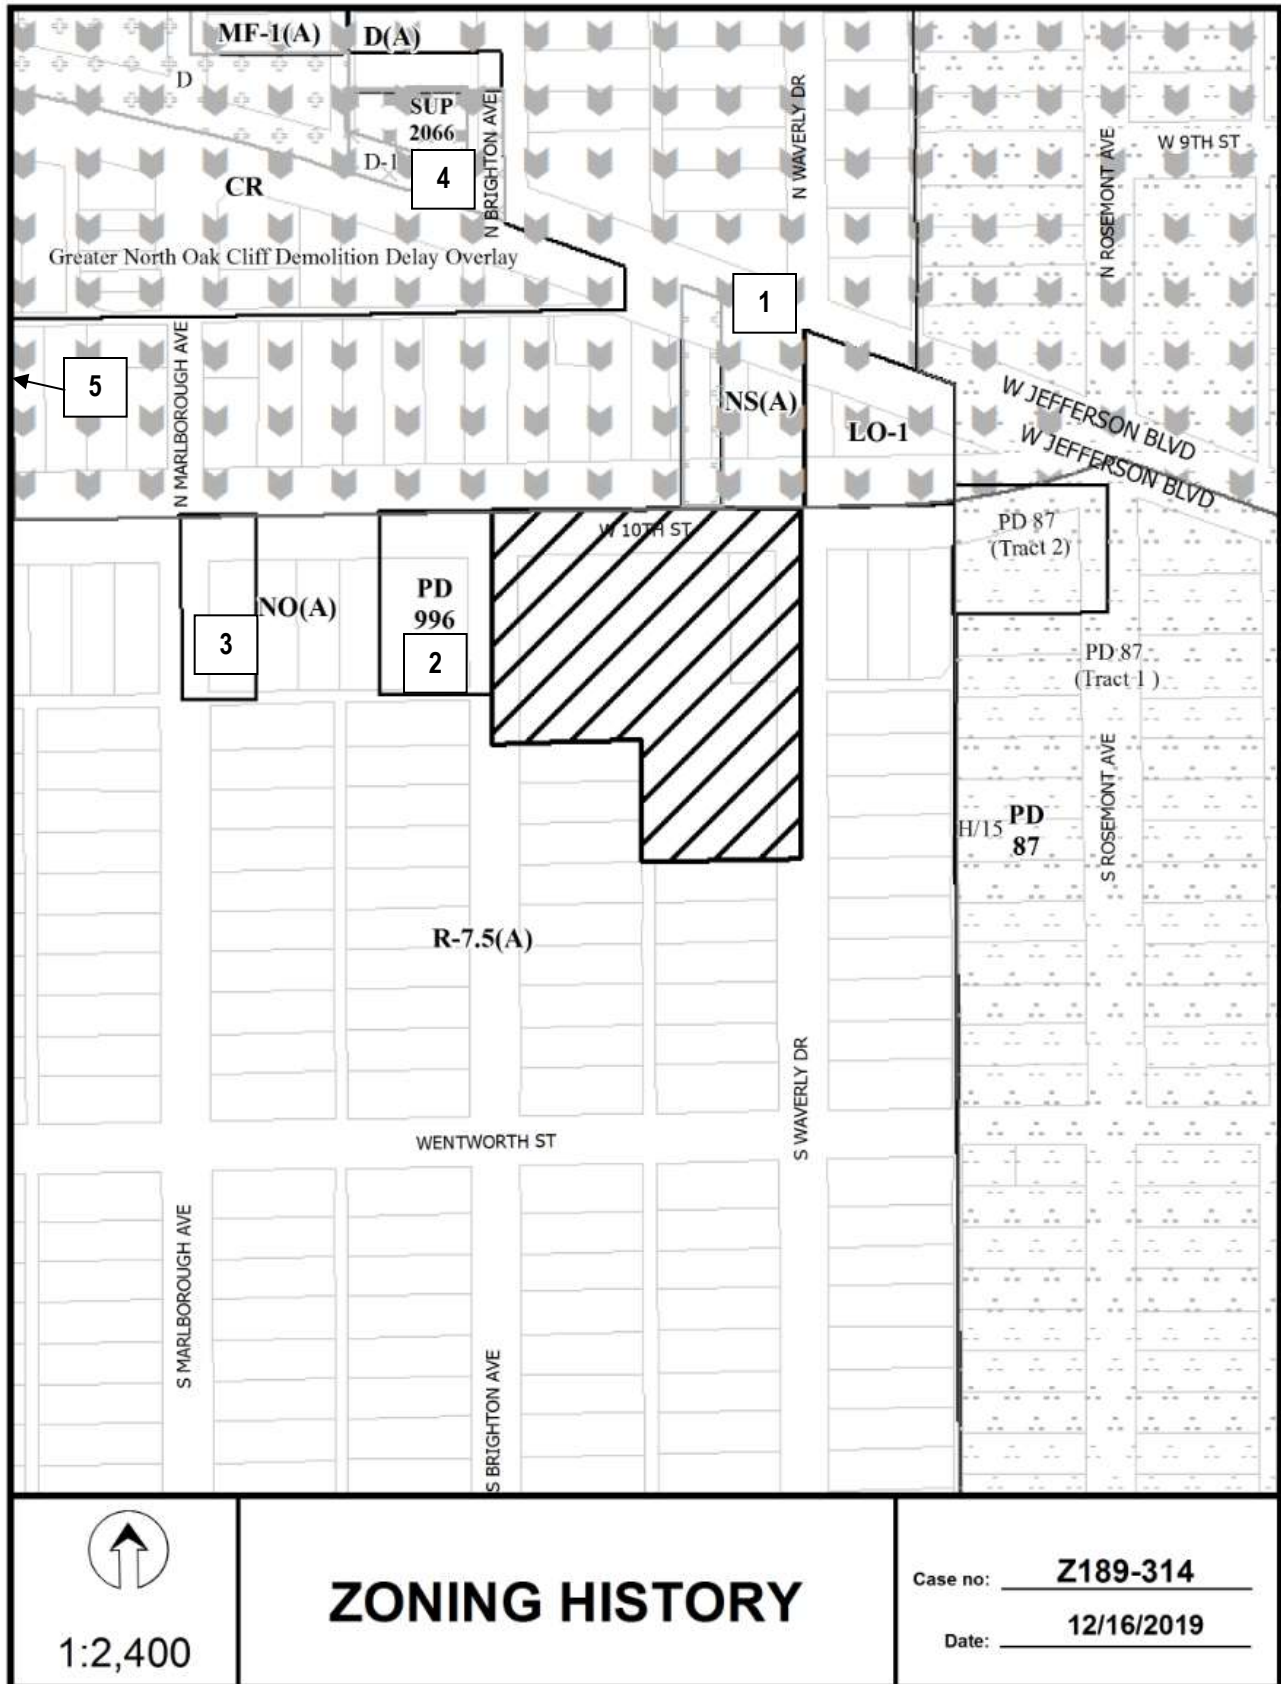 MF-1(A)
D(A)
D
SUP
2066
N BRIGHTON AVE
N WAVERLY DR
N ROSEMONT AVE
W 9TH ST
D-1
4
CR
Greater North Oak Cliff Demolition Delay Overlay
1
5
N MARLBOROUGH AVE
NS(A)
LO-1
W JEFFERSON BLVD
W JEFFERSON BLVD
W 10TH ST
PD 87
(Tract 2)
NO(A)
PD
996
3
2
PD 87
(Tract 1 )
S ROSEMONT AVE
H/15
PD
87
R-7.5(A)
S WAVERLY DR
WENTWORTH ST
S MARLBOROUGH AVE
S BRIGHTON AVE
1:2,400
ZONING HISTORY
Case no: Z189-314
Date: 12/16/2019